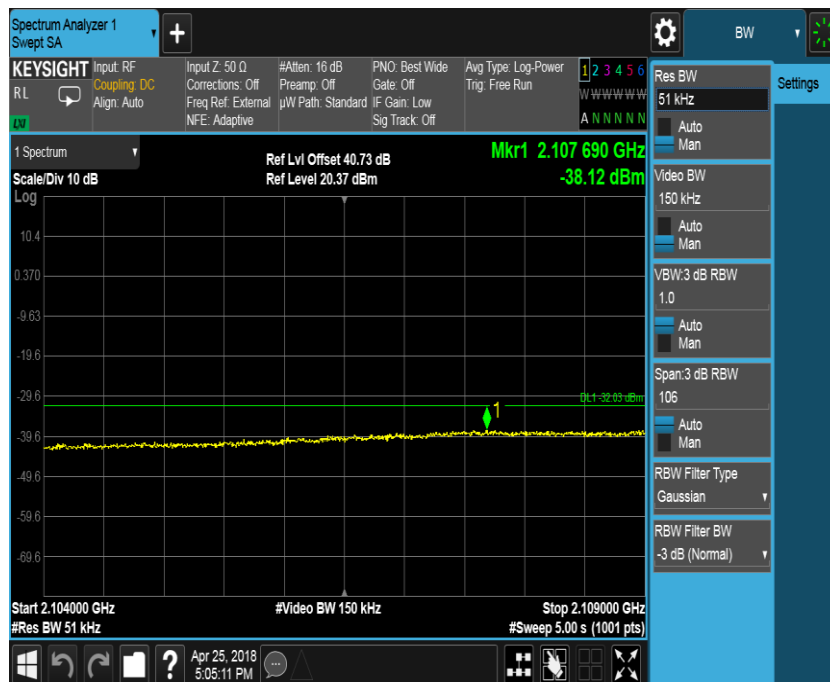 Spectrum Analyzer 1
Swept SA
+
BW
KEYSIGHT
RL
LXI
Input: RF
Coupling: DC
Align: Auto
Input Z: 50 Ω
Corrections: Off
Freq Ref: External
NFE: Adaptive
#Atten: 16 dB
Preamp: Off
µW Path: Standard
PNO: Best Wide
Gate: Off
IF Gain: Low
Sig Track: Off
Avg Type: Log-Power
Trig: Free Run
1 2 3 4 5 6
W W W W W W
A N N N N N
1 Spectrum
Scale/Div 10 dB
Log
Ref Lvl Offset 40.73 dB
Ref Level 20.37 dBm
Mkr1 2.107 690 GHz
-38.12 dBm
10.4
0.370
-9.63
-19.6
-29.6
-39.6
-49.6
-59.6
-69.6
DL1 -32.03 dBm
1
Start 2.104000 GHz
#Res BW 51 kHz
#Video BW 150 kHz
Stop 2.109000 GHz
#Sweep 5.00 s (1001 pts)
?
Apr 25, 2018
5:05:11 PM
Res BW
51 kHz
Auto
Man
Video BW
150 kHz
Auto
Man
VBW:3 dB RBW
1.0
Auto
Man
Span:3 dB RBW
106
Auto
Man
RBW Filter Type
Gaussian
RBW Filter BW
-3 dB (Normal)
Settings